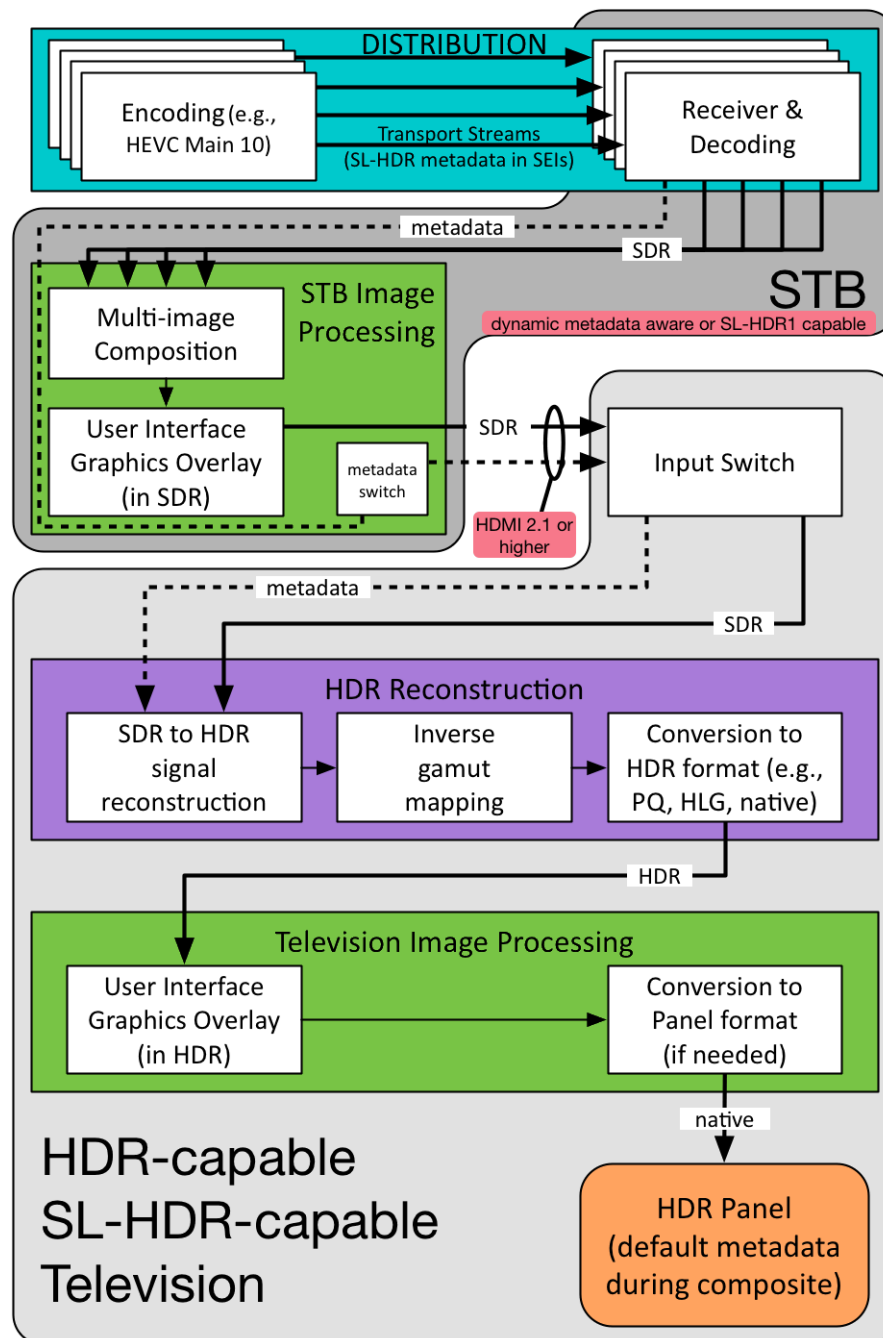 DISTRIBUTION
Encoding (e.g.,
HEVC Main 10)
Transport Streams
(SL-HDR metadata in SEIs)
Receiver &
Decoding
metadata
SDR
STB
dynamic metadata aware or SL-HDR1 capable
STB Image
Processing
Multi-image
Composition
User Interface
Graphics Overlay
(in SDR)
metadata
switch
SDR
HDMI 2.1 or
higher
Input Switch
metadata
SDR
HDR Reconstruction
SDR to HDR
signal
reconstruction
Inverse
gamut
mapping
Conversion to
HDR format (e.g.,
PQ, HLG, native)
HDR
Television Image Processing
User Interface
Graphics Overlay
(in HDR)
Conversion to
Panel format
(if needed)
native
HDR-capable
SL-HDR-capable
Television
HDR Panel
(default metadata
during composite)